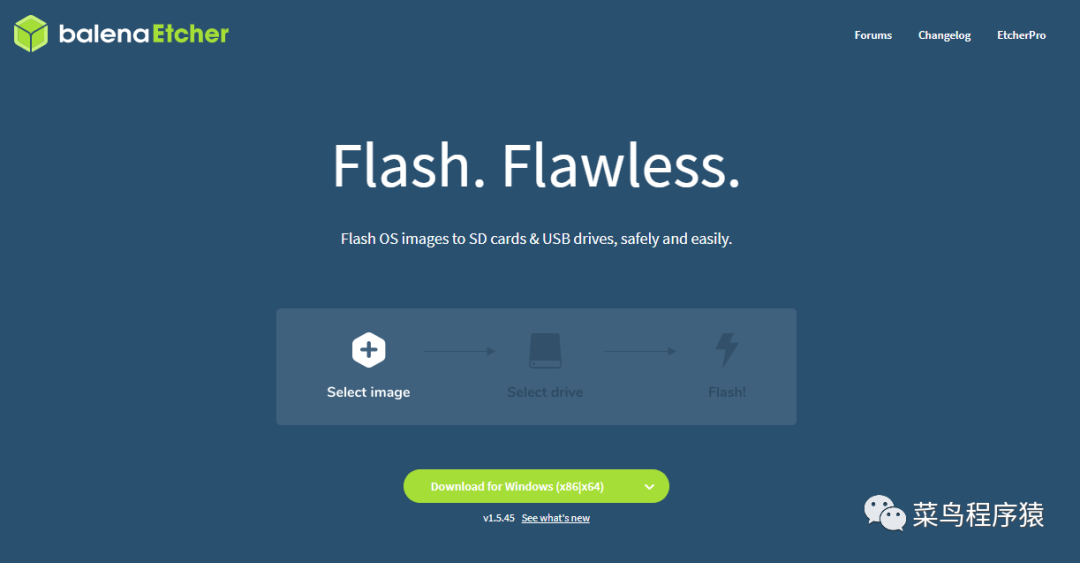 balenaEtcher
Forums Changelog EtcherPro
Flash. Flawless.
Flash OS images to SD cards & USB drives, safely and easily.
Select image Select drive Flash!
Download for Windows (x86|x64)
v1.5.45 See what's new
菜鸟程序猿